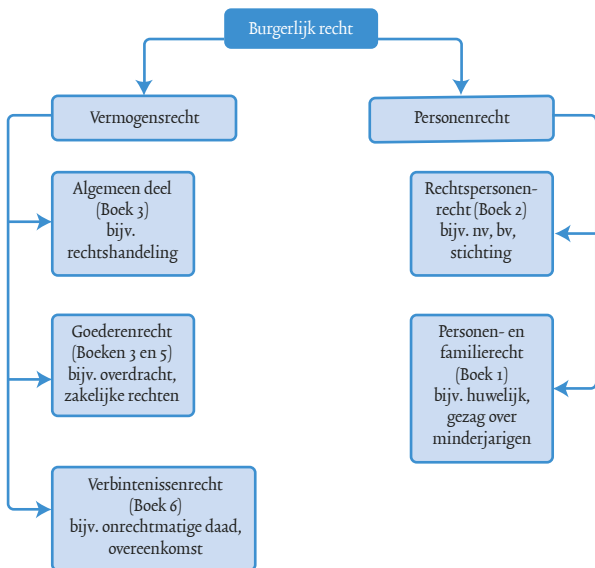 Burgerlijk recht
Vermogensrecht
Personenrecht
Algemeen deel
(Boek 3)
bijv.
rechtshandeling
Rechtspersonen-
recht (Boek 2)
bijv. nv, bv,
stichting
Goederenrecht
(Boeken 3 en 5)
bijv. overdracht,
zakelijke rechten
Personen- en
familierecht
(Boek 1)
bijv. huwelijk,
gezag over
minderjarigen
Verbintenissenrecht
(Boek 6)
bijv. onrechtmatige daad,
overeenkomst